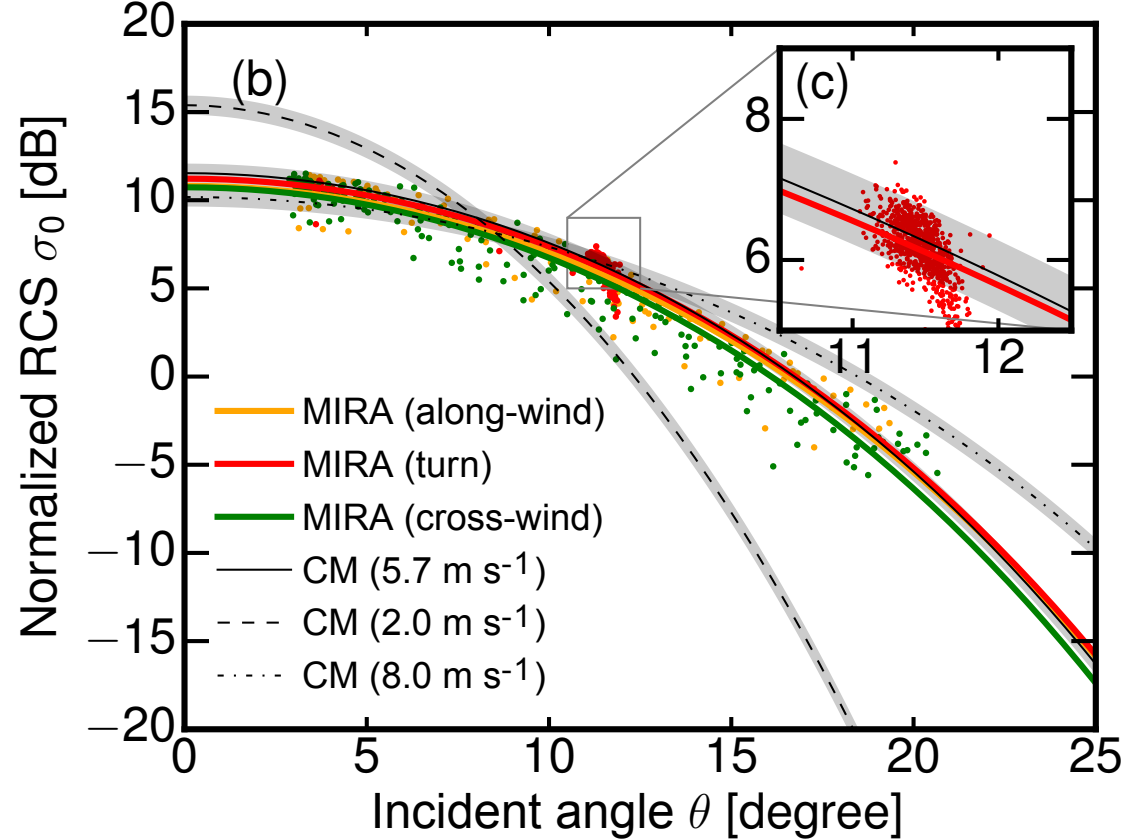 20
15
10
5
0
−5
−10
−15
−20
Normalized RCS σ0 [dB]
(b)
(c)
8
6
11
12
MIRA (along-wind)
MIRA (turn)
MIRA (cross-wind)
CM (5.7 m s-1)
CM (2.0 m s-1)
CM (8.0 m s-1)
0 5 10 15 20 25
Incident angle θ [degree]